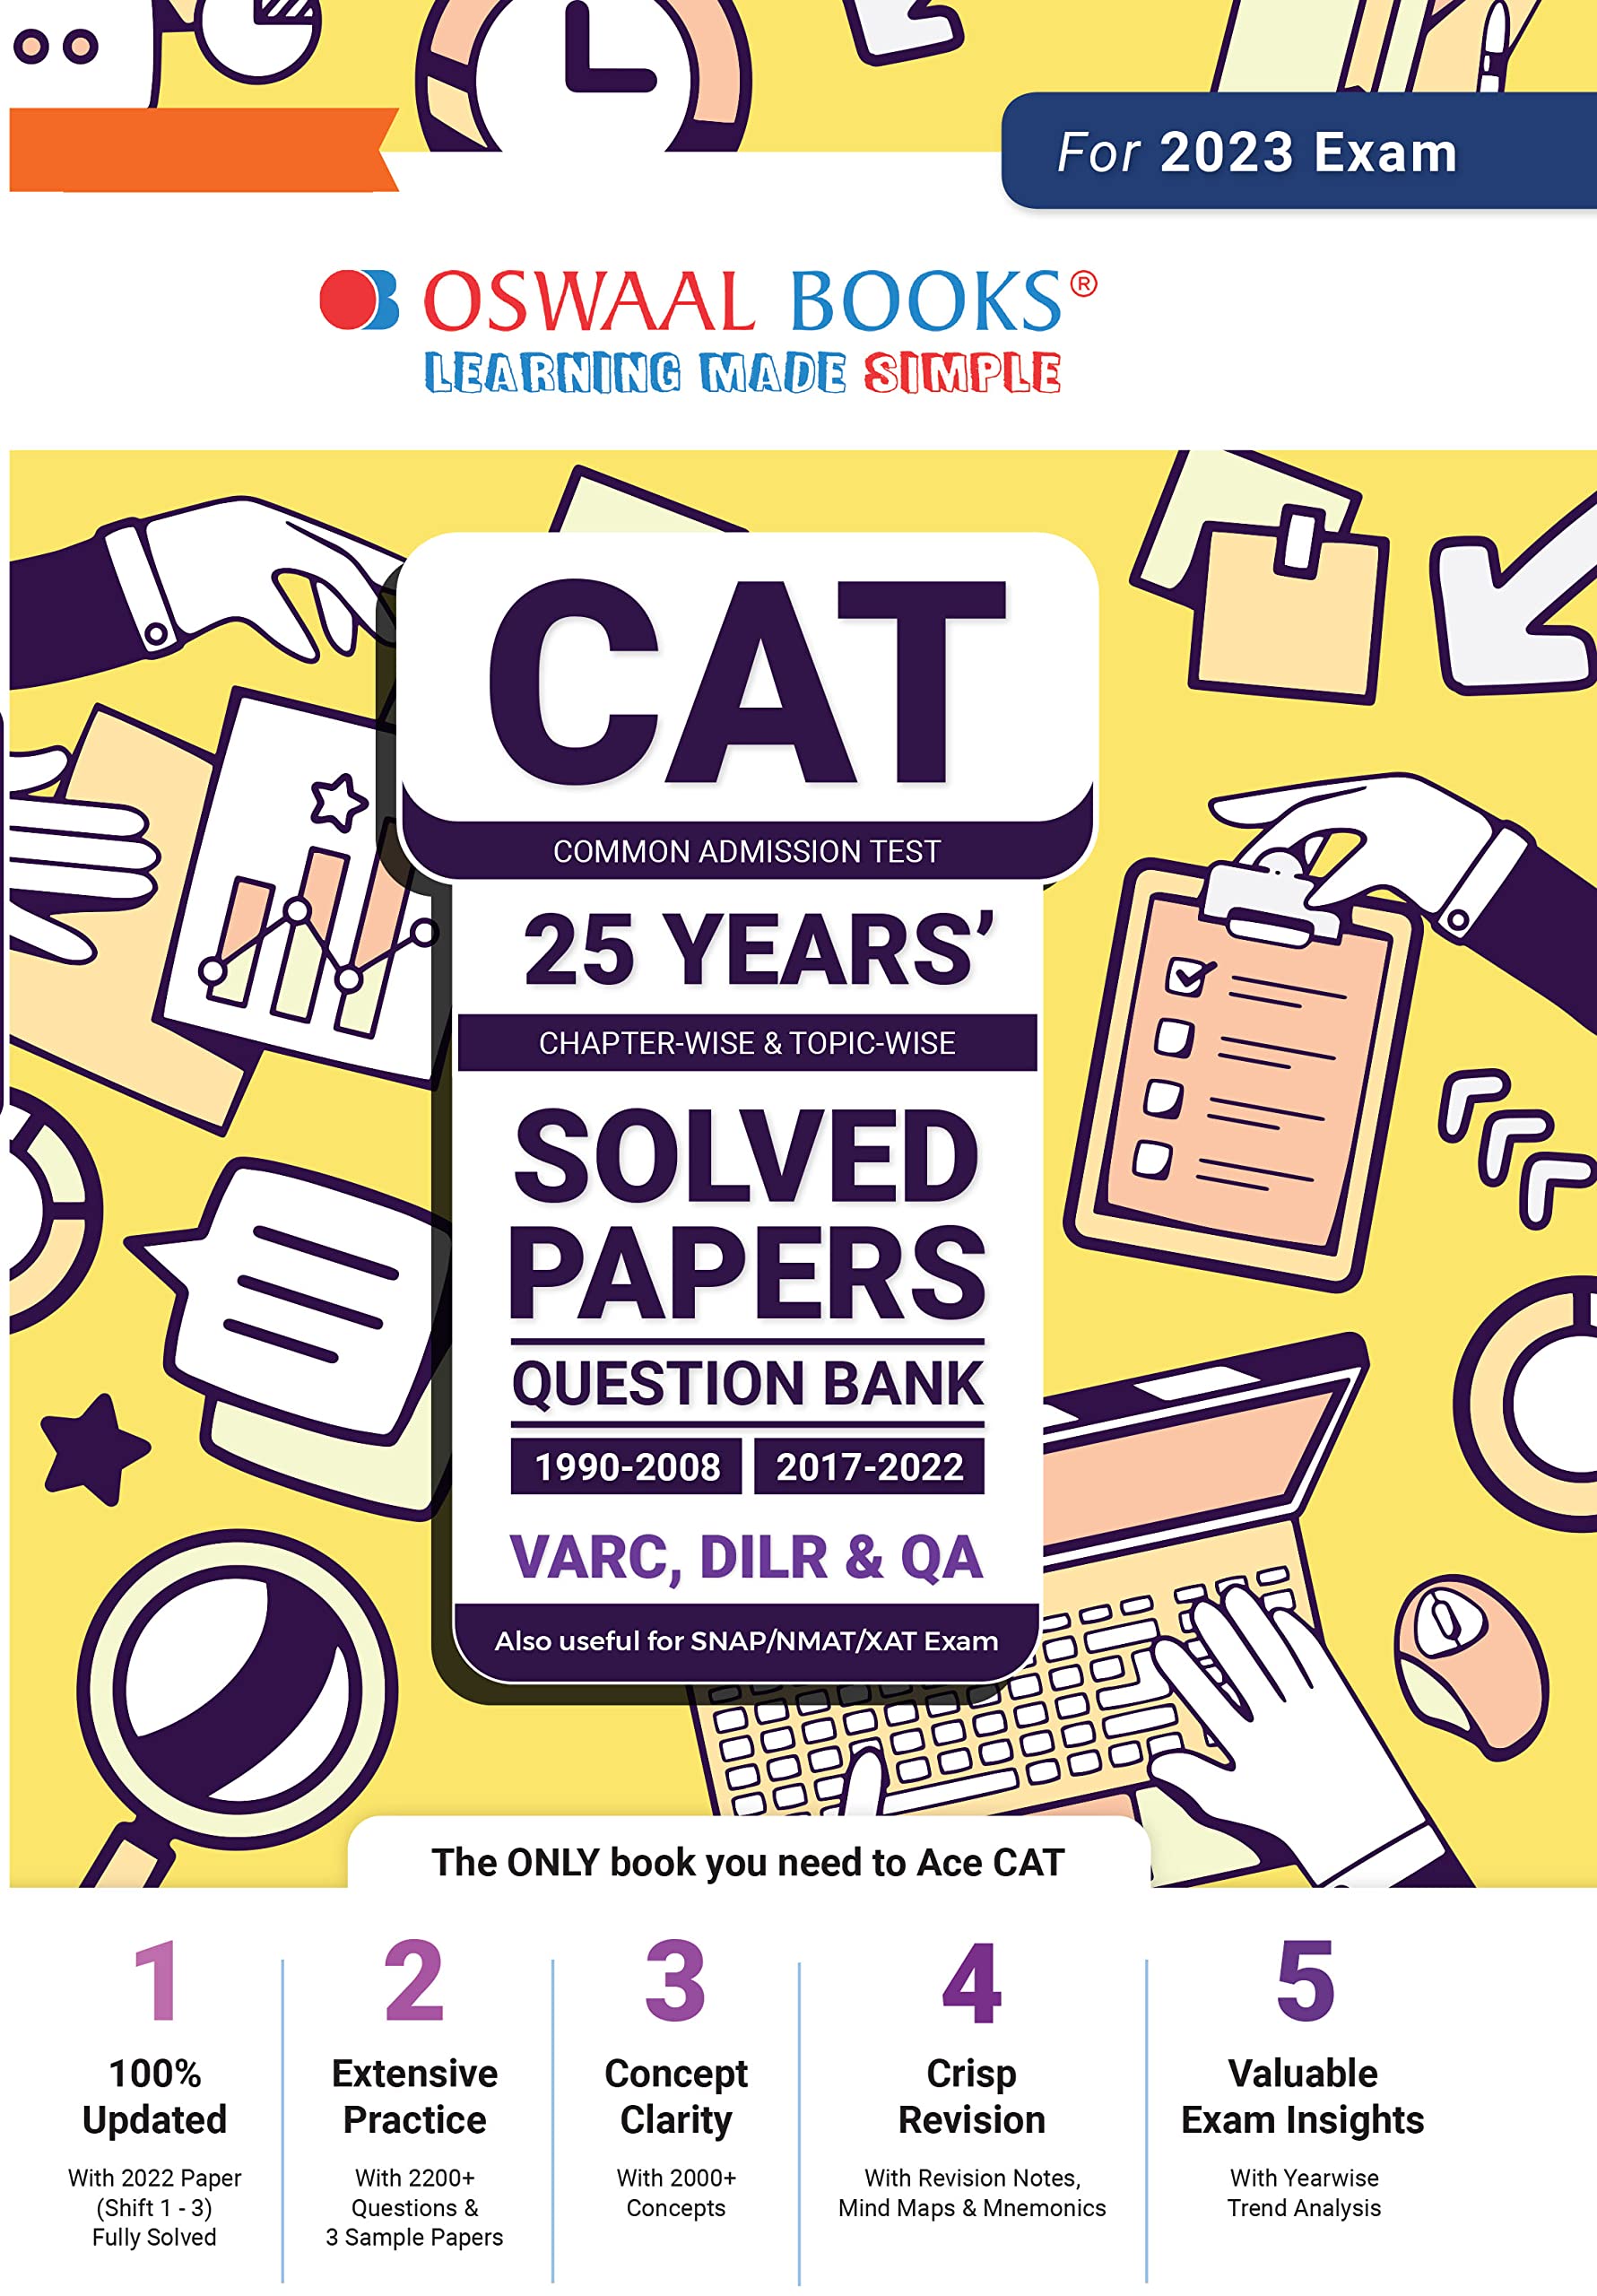 For 2023 Exam
OSWAAL BOOKS®
LEARNING MADE SIMPLE
CAT
COMMON ADMISSION TEST
25 YEARS’
CHAPTER-WISE & TOPIC-WISE
SOLVED
PAPERS
QUESTION BANK
1990-2008 2017-2022
VARC, DILR & QA
Also useful for SNAP/NMAT/XAT Exam
The ONLY book you need to Ace CAT
1
100%
Updated
With 2022 Paper
(Shift 1 - 3)
Fully Solved
2
Extensive
Practice
With 2200+
Questions &
3 Sample Papers
3
Concept
Clarity
With 2000+
Concepts
4
Crisp
Revision
With Revision Notes,
Mind Maps & Mnemonics
5
Valuable
Exam Insights
With Yearwise
Trend Analysis